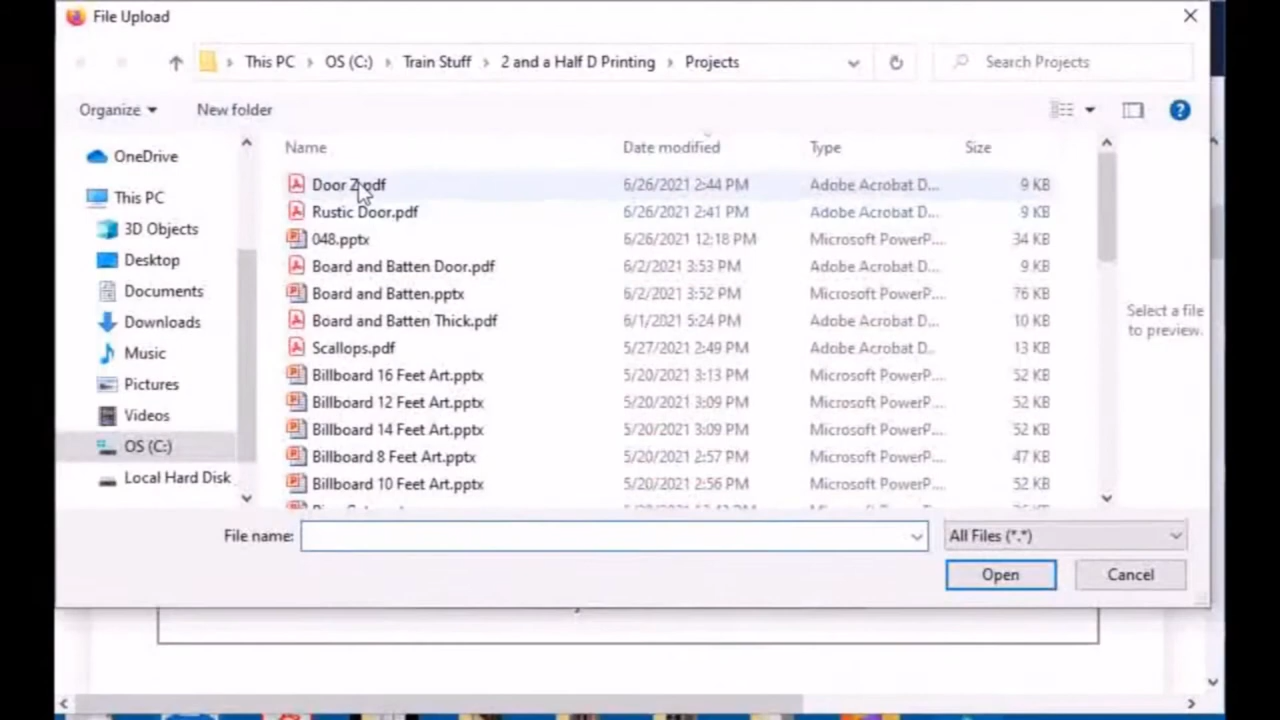 File Upload
This PC > OS (C:) > Train Stuff > 2 and a Half D Printing > Projects
Search Projects
Organize
New folder
Name Date modified Type Size
OneDrive
This PC
3D Objects
Desktop
Documents
Downloads
Music
Pictures
Videos
OS (C:)
Local Hard Disk
Door Z.pdf 6/26/2021 2:44 PM Adobe Acrobat D... 9 KB
Rustic Door.pdf 6/26/2021 2:41 PM Adobe Acrobat D... 9 KB
048.pptx 6/26/2021 12:18 PM Microsoft PowerP... 34 KB
Board and Batten Door.pdf 6/2/2021 3:53 PM Adobe Acrobat D... 9 KB
Board and Batten.pptx 6/2/2021 3:52 PM Microsoft PowerP... 76 KB
Board and Batten Thick.pdf 6/1/2021 5:24 PM Adobe Acrobat D... 10 KB
Scallops.pdf 5/27/2021 2:49 PM Adobe Acrobat D... 13 KB
Billboard 16 Feet Art.pptx 5/20/2021 3:13 PM Microsoft PowerP... 52 KB
Billboard 12 Feet Art.pptx 5/20/2021 3:09 PM Microsoft PowerP... 52 KB
Billboard 14 Feet Art.pptx 5/20/2021 3:09 PM Microsoft PowerP... 52 KB
Billboard 8 Feet Art.pptx 5/20/2021 2:57 PM Microsoft PowerP... 47 KB
Billboard 10 Feet Art.pptx 5/20/2021 2:56 PM Microsoft PowerP... 52 KB
Select a file
to preview.
File name:
All Files (*.*)
Open
Cancel